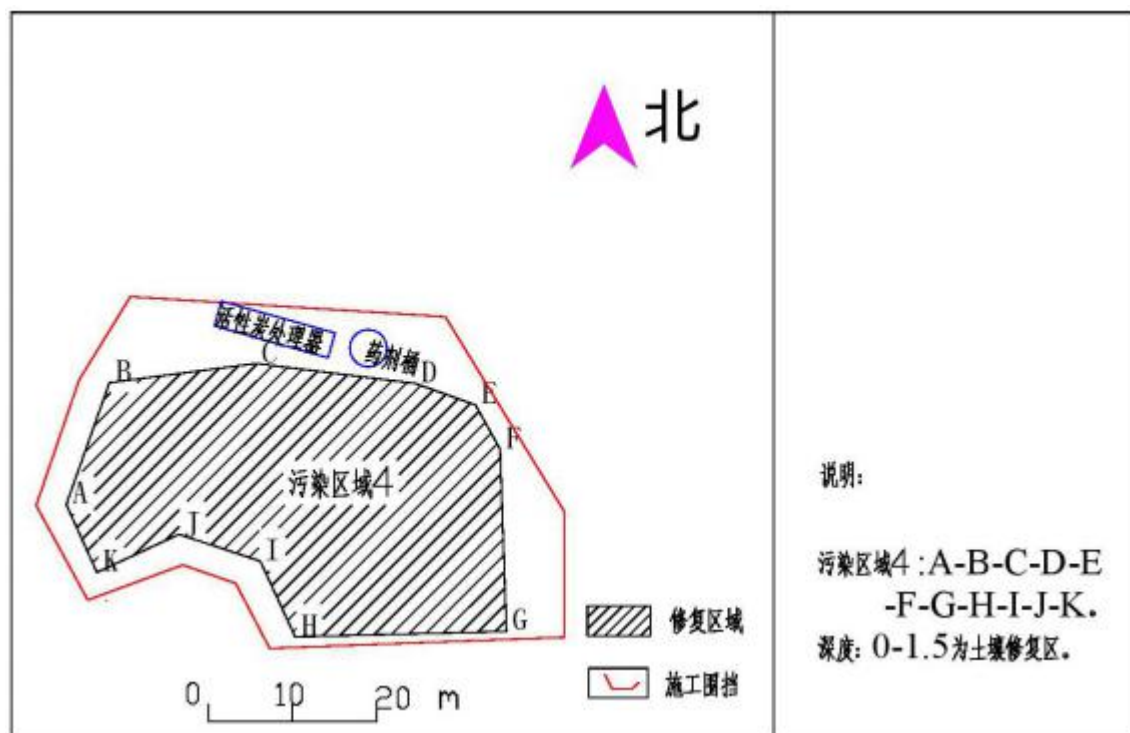 北
活性炭处理器
药剂桶
B
C
D
E
F
A
污染区域4
J
K
I
H
G
修复区域
施工围挡
0 10 20 m
说明:
污染区域4:A-B-C-D-E
-F-G-H-I-J-K.
深度: 0-1.5为土壤修复区.